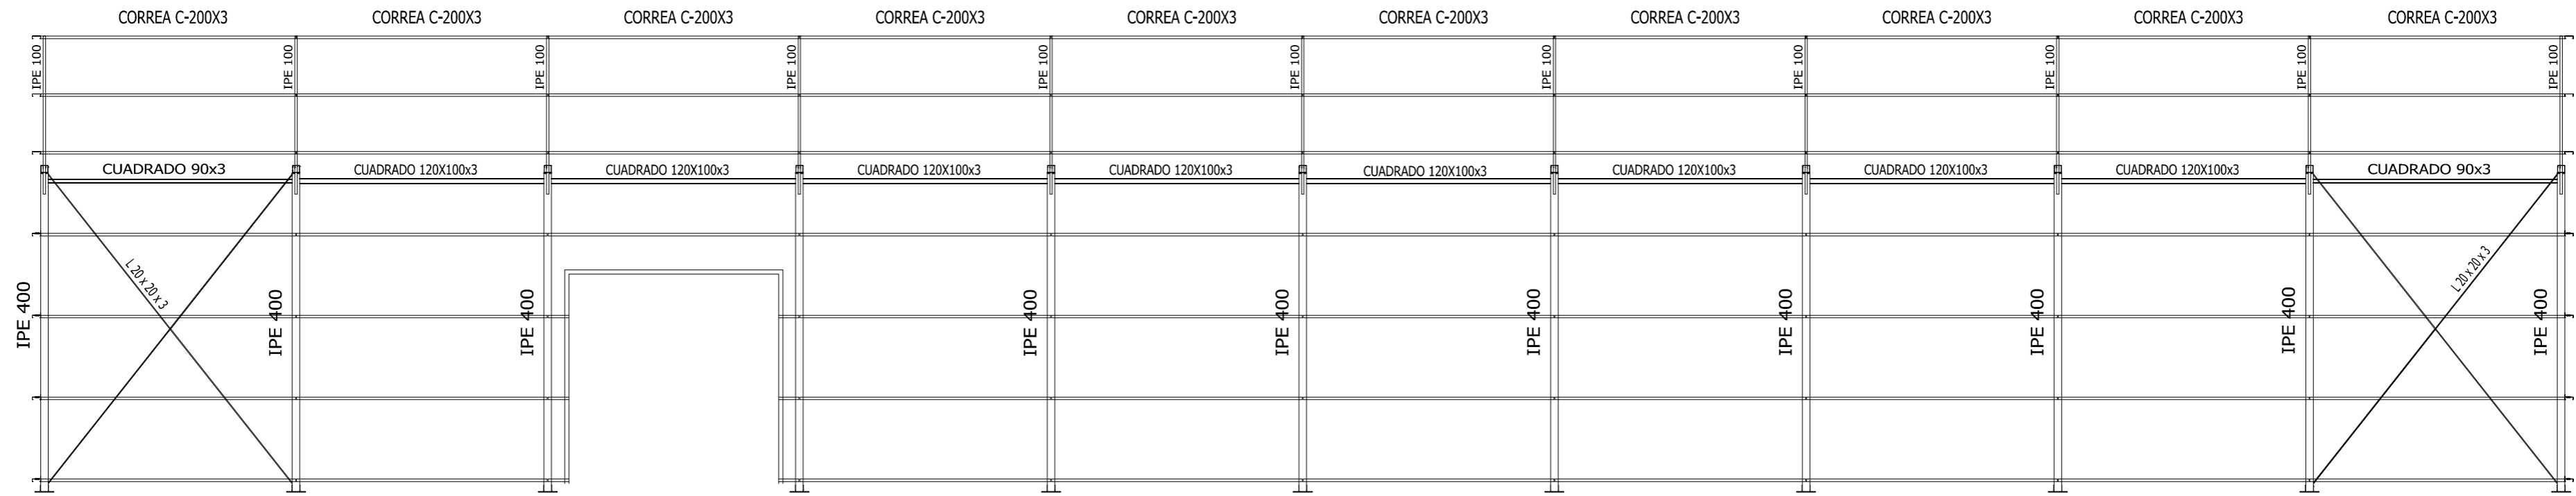 CORREA C-200X3
CORREA C-200X3
CORREA C-200X3
CORREA C-200X3
CORREA C-200X3
CORREA C-200X3
CORREA C-200X3
CORREA C-200X3
CORREA C-200X3
CORREA C-200X3
IPE 100
IPE 100
IPE 100
IPE 100
IPE 100
IPE 100
IPE 100
IPE 100
IPE 100
IPE 100
IPE 100
CUADRADO 90x3
CUADRADO 120X100x3
CUADRADO 120X100x3
CUADRADO 120X100x3
CUADRADO 120X100x3
CUADRADO 120X100x3
CUADRADO 120X100x3
CUADRADO 120X100x3
CUADRADO 120X100x3
CUADRADO 90x3
L 20 x 20 x 3
L 20 x 20 x 3
IPE 400
IPE 400
IPE 400
IPE 400
IPE 400
IPE 400
IPE 400
IPE 400
IPE 400
IPE 400